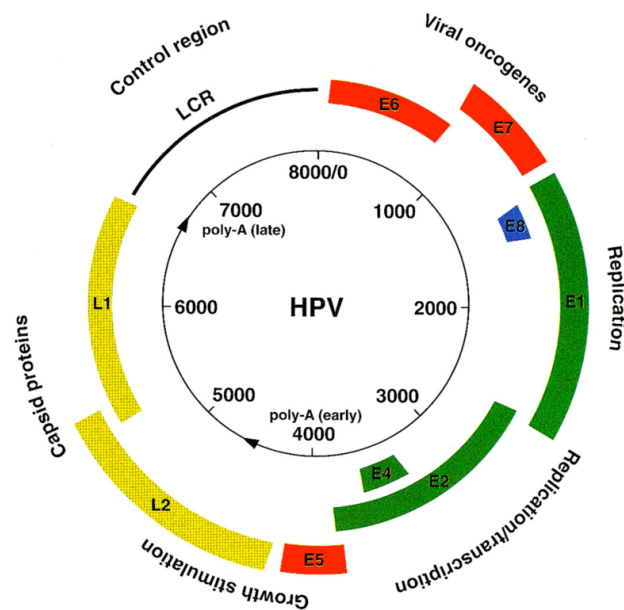 Control region
Viral oncogenes
LCR
E6
E7
8000/0
7000
1000
poly-A (late)
E8
L1
6000
HPV
2000
E1
Replication
5000
poly-A (early)
3000
4000
Capsid proteins
E4
E2
L2
E5
Replication/transcription
Growth stimulation